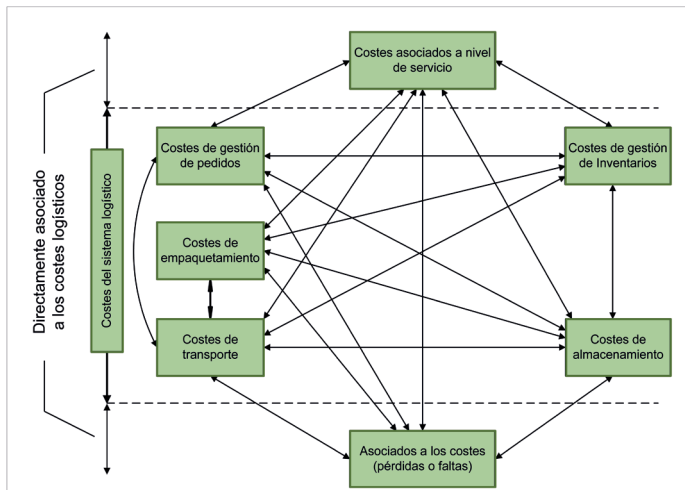 Costes asociados a nivel
de servicio
Costes de gestión
de pedidos
Costes de gestión
de Inventarios
Costes de
empaquetamiento
Costes de
transporte
Costes de
almacenamiento
Asociados a los costes
(pérdidas o faltas)
Directamente asociado
a los costes logísticos
Costes del sistema logístico